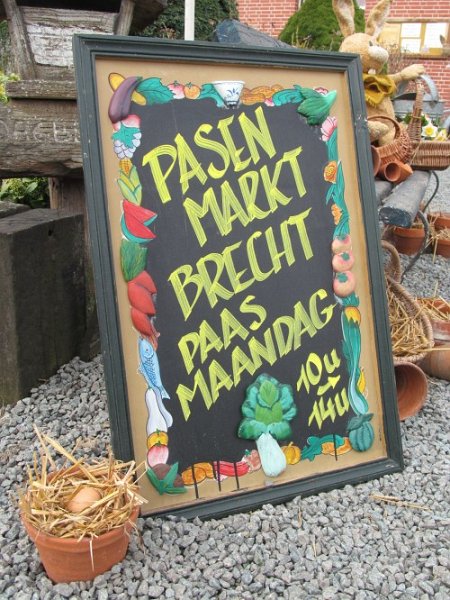 PASEN
MARKT
BRECHT
PAAS
MAANDAG
10u
→
14u